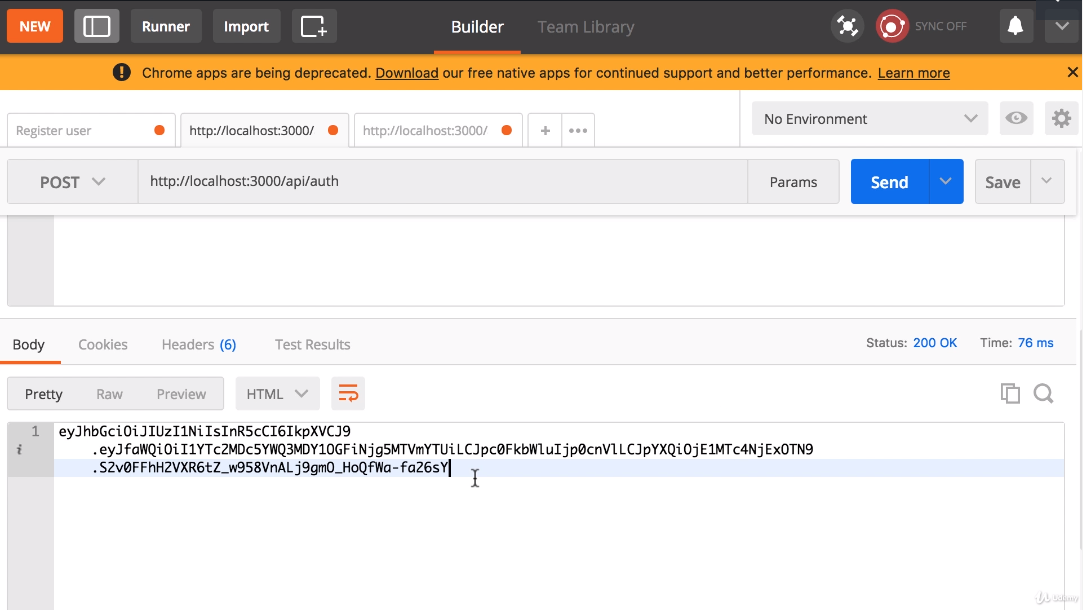 NEW
Runner
Import
Builder
Team Library
SYNC OFF
! Chrome apps are being deprecated. Download our free native apps for continued support and better performance. Learn more
Register user
http://localhost:3000/
http://localhost:3000/
No Environment
POST
http://localhost:3000/api/auth
Params
Send
Save
Body
Cookies
Headers (6)
Test Results
Status: 200 OK
Time: 76 ms
Pretty
Raw
Preview
HTML
1
eyJhbGciOiJIUzI1NiIsInR5cCI6IkpXVCJ9
i
.eyJfaWQiOiI1YTc2MDc5YWQ3MDY1OGFiNjg5MTVmYTUiLCJpc0FkbWluIjp0cnVlLCJpYXQiOjE1MTc4NjExOTN9
.S2v0FFhH2VXR6tZ_w958VnALj9gmO_HoQfWa-fa26sY
Udemy